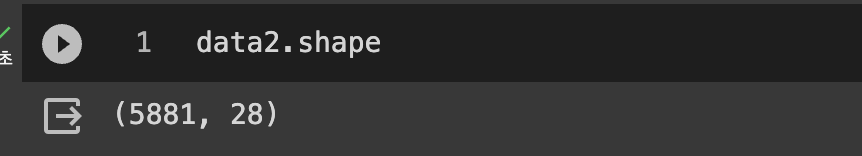 1 data2.shape
초
(5881, 28)